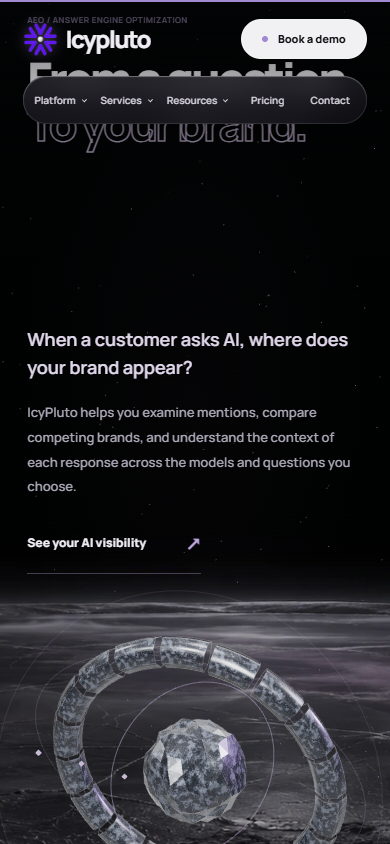 AEO / ANSWER ENGINE OPTIMIZATION
Icypluto
Book a demo
From a question
Platform
Services
Resources
Pricing
Contact
To your brand.
When a customer asks AI, where does
your brand appear?
IcyPluto helps you examine mentions, compare
competing brands, and understand the context of
each response across the models and questions you
choose.
See your AI visibility